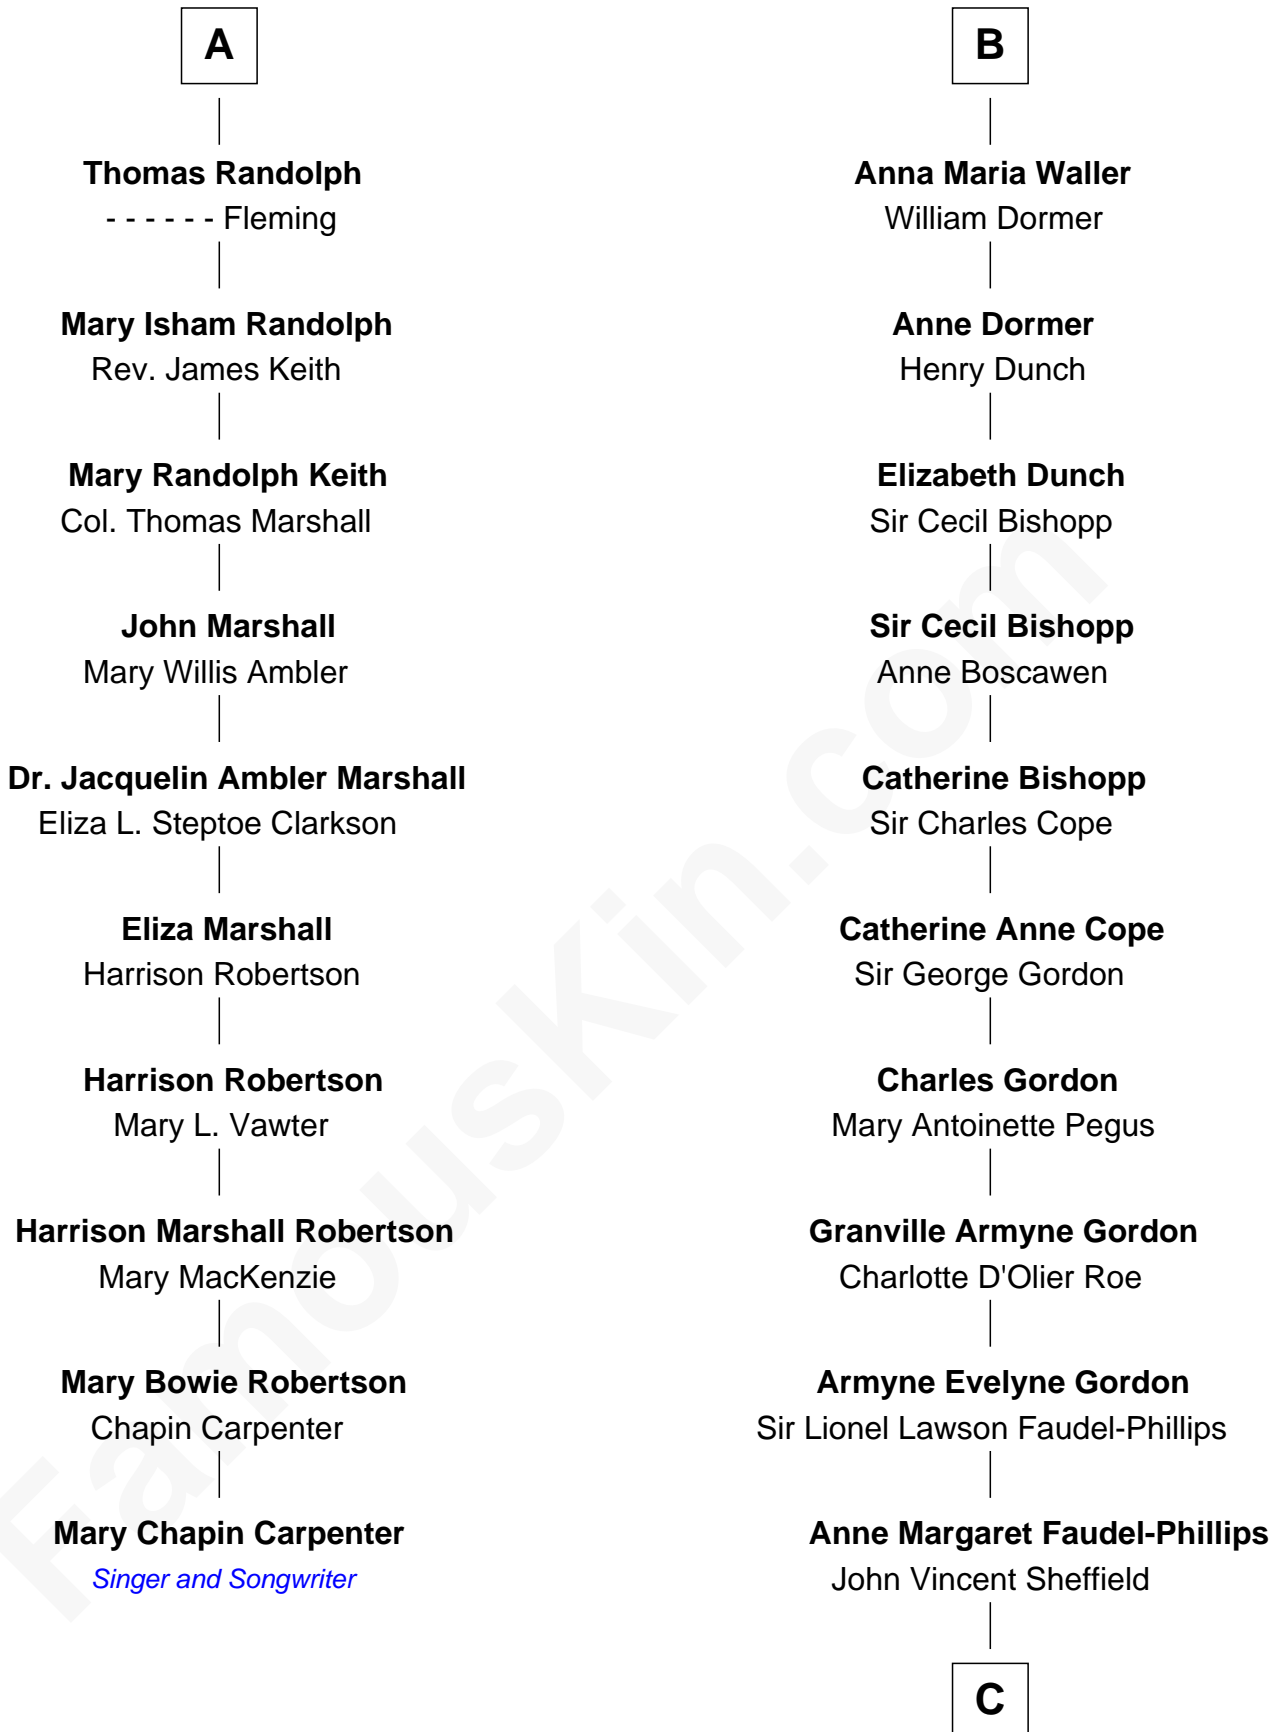 A
Thomas Randolph
- - - - - - Fleming
Mary Isham Randolph
Rev. James Keith
Mary Randolph Keith
Col. Thomas Marshall
John Marshall
Mary Willis Ambler
Dr. Jacquelin Ambler Marshall
Eliza L. Steptoe Clarkson
Eliza Marshall
Harrison Robertson
Harrison Robertson
Mary L. Vawter
Harrison Marshall Robertson
Mary MacKenzie
Mary Bowie Robertson
Chapin Carpenter
Mary Chapin Carpenter
Singer and Songwriter
B
Anna Maria Waller
William Dormer
Anne Dormer
Henry Dunch
Elizabeth Dunch
Sir Cecil Bishopp
Sir Cecil Bishopp
Anne Boscawen
Catherine Bishopp
Sir Charles Cope
Catherine Anne Cope
Sir George Gordon
Charles Gordon
Mary Antoinette Pegus
Granville Armyne Gordon
Charlotte D'Olier Roe
Armyne Evelyne Gordon
Sir Lionel Lawson Faudel-Phillips
Anne Margaret Faudel-Phillips
John Vincent Sheffield
C
FamousKin.com